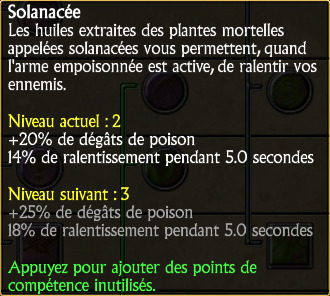 Solanacée
Les huiles extraites des plantes mortelles
appelées solanacées vous permettent, quand
l'arme empoisonnée est active, de ralentir vos
ennemis.
Niveau actuel : 2
+20% de dégâts de poison
14% de ralentissement pendant 5.0 secondes
Niveau suivant : 3
+25% de dégâts de poison
18% de ralentissement pendant 5.0 secondes
Appuyez pour ajouter des points de
compétence inutilisés.